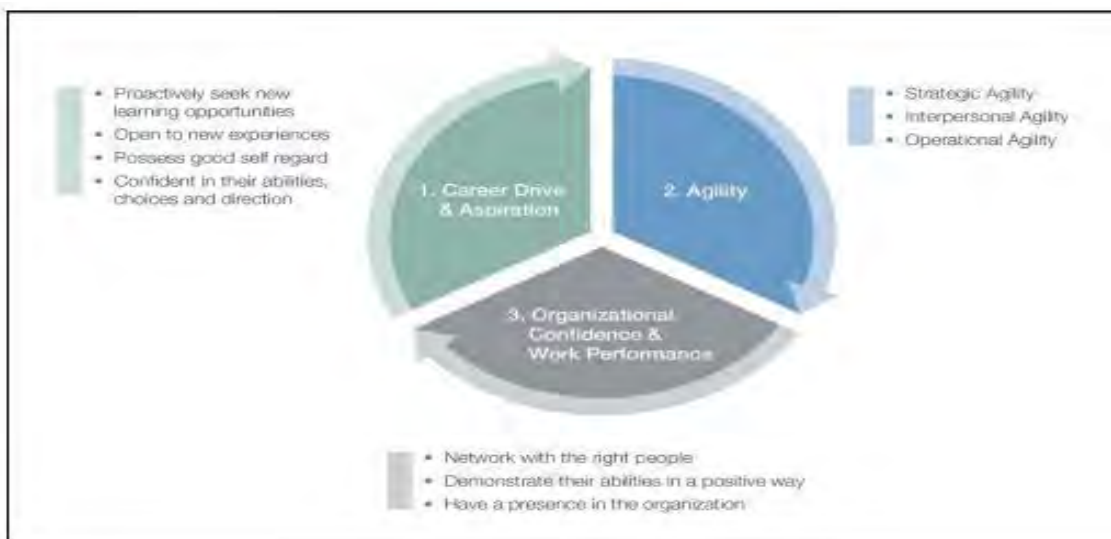 • Proactively seek new
learning opportunities
• Open to new experiences
• Possess good self regard
• Confident in their abilities,
choices and direction
1. Career Drive
& Aspiration
2. Agility
• Strategic Agility
• Interpersonal Agility
• Operational Agility
3. Organizational
Confidence &
Work Performance
• Network with the right people
• Demonstrate their abilities in a positive way
• Have a presence in the organization